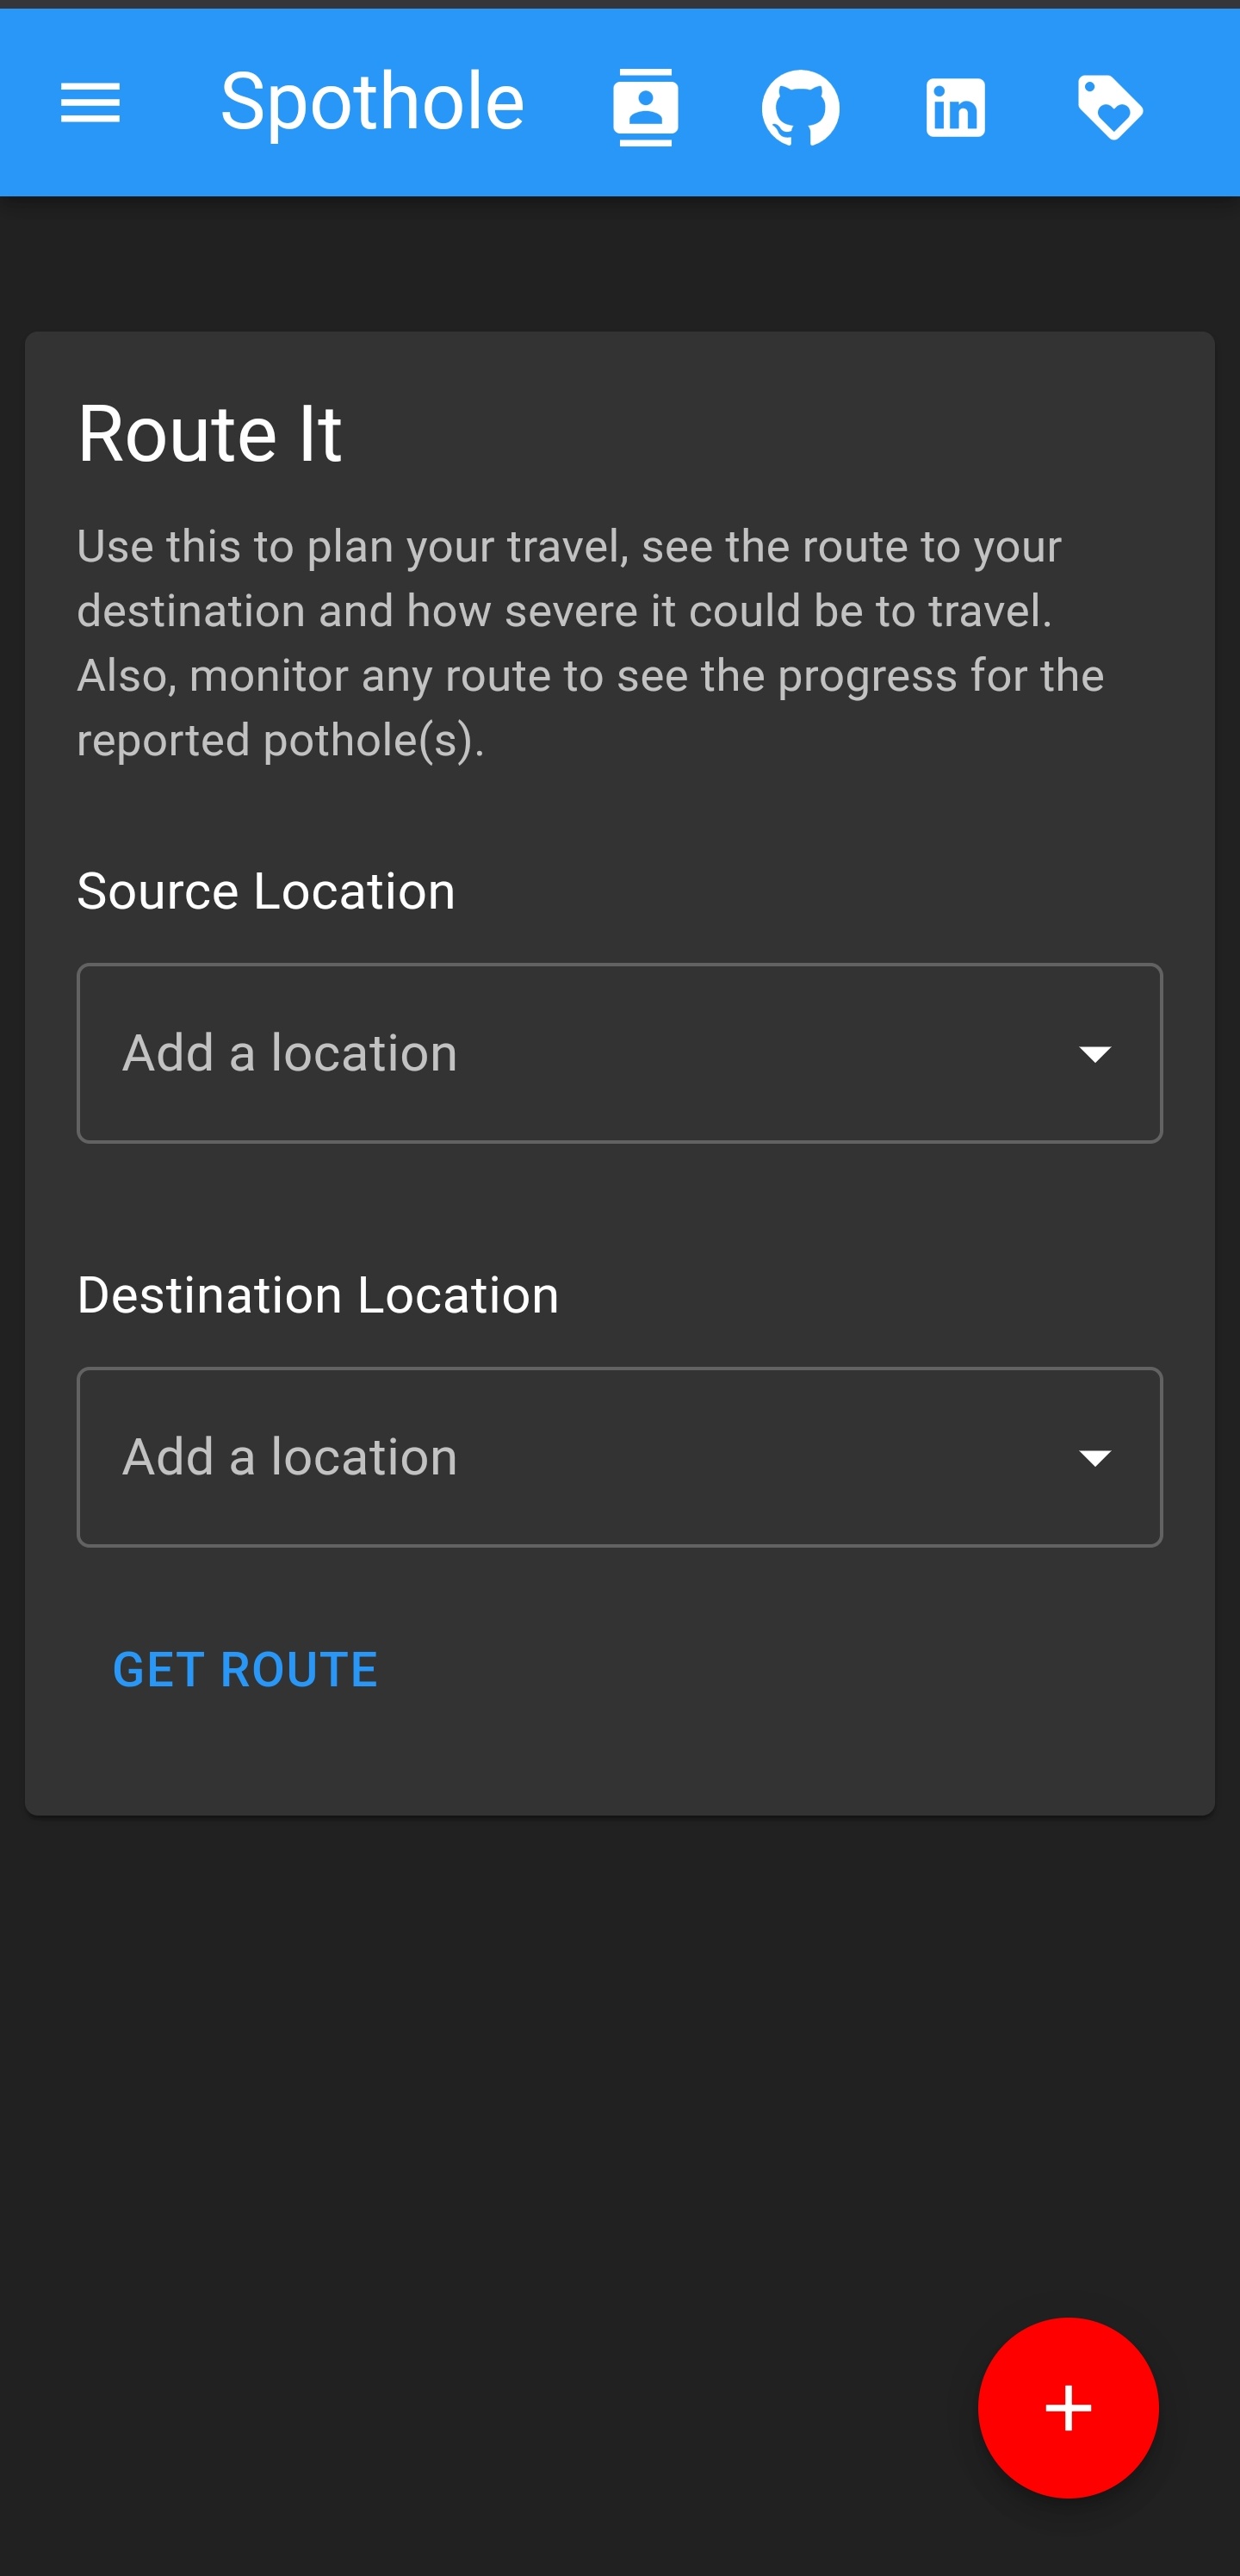 Spothole
Route It
Use this to plan your travel, see the route to your
destination and how severe it could be to travel.
Also, monitor any route to see the progress for the
reported pothole(s).
Source Location
Add a location
Destination Location
Add a location
GET ROUTE